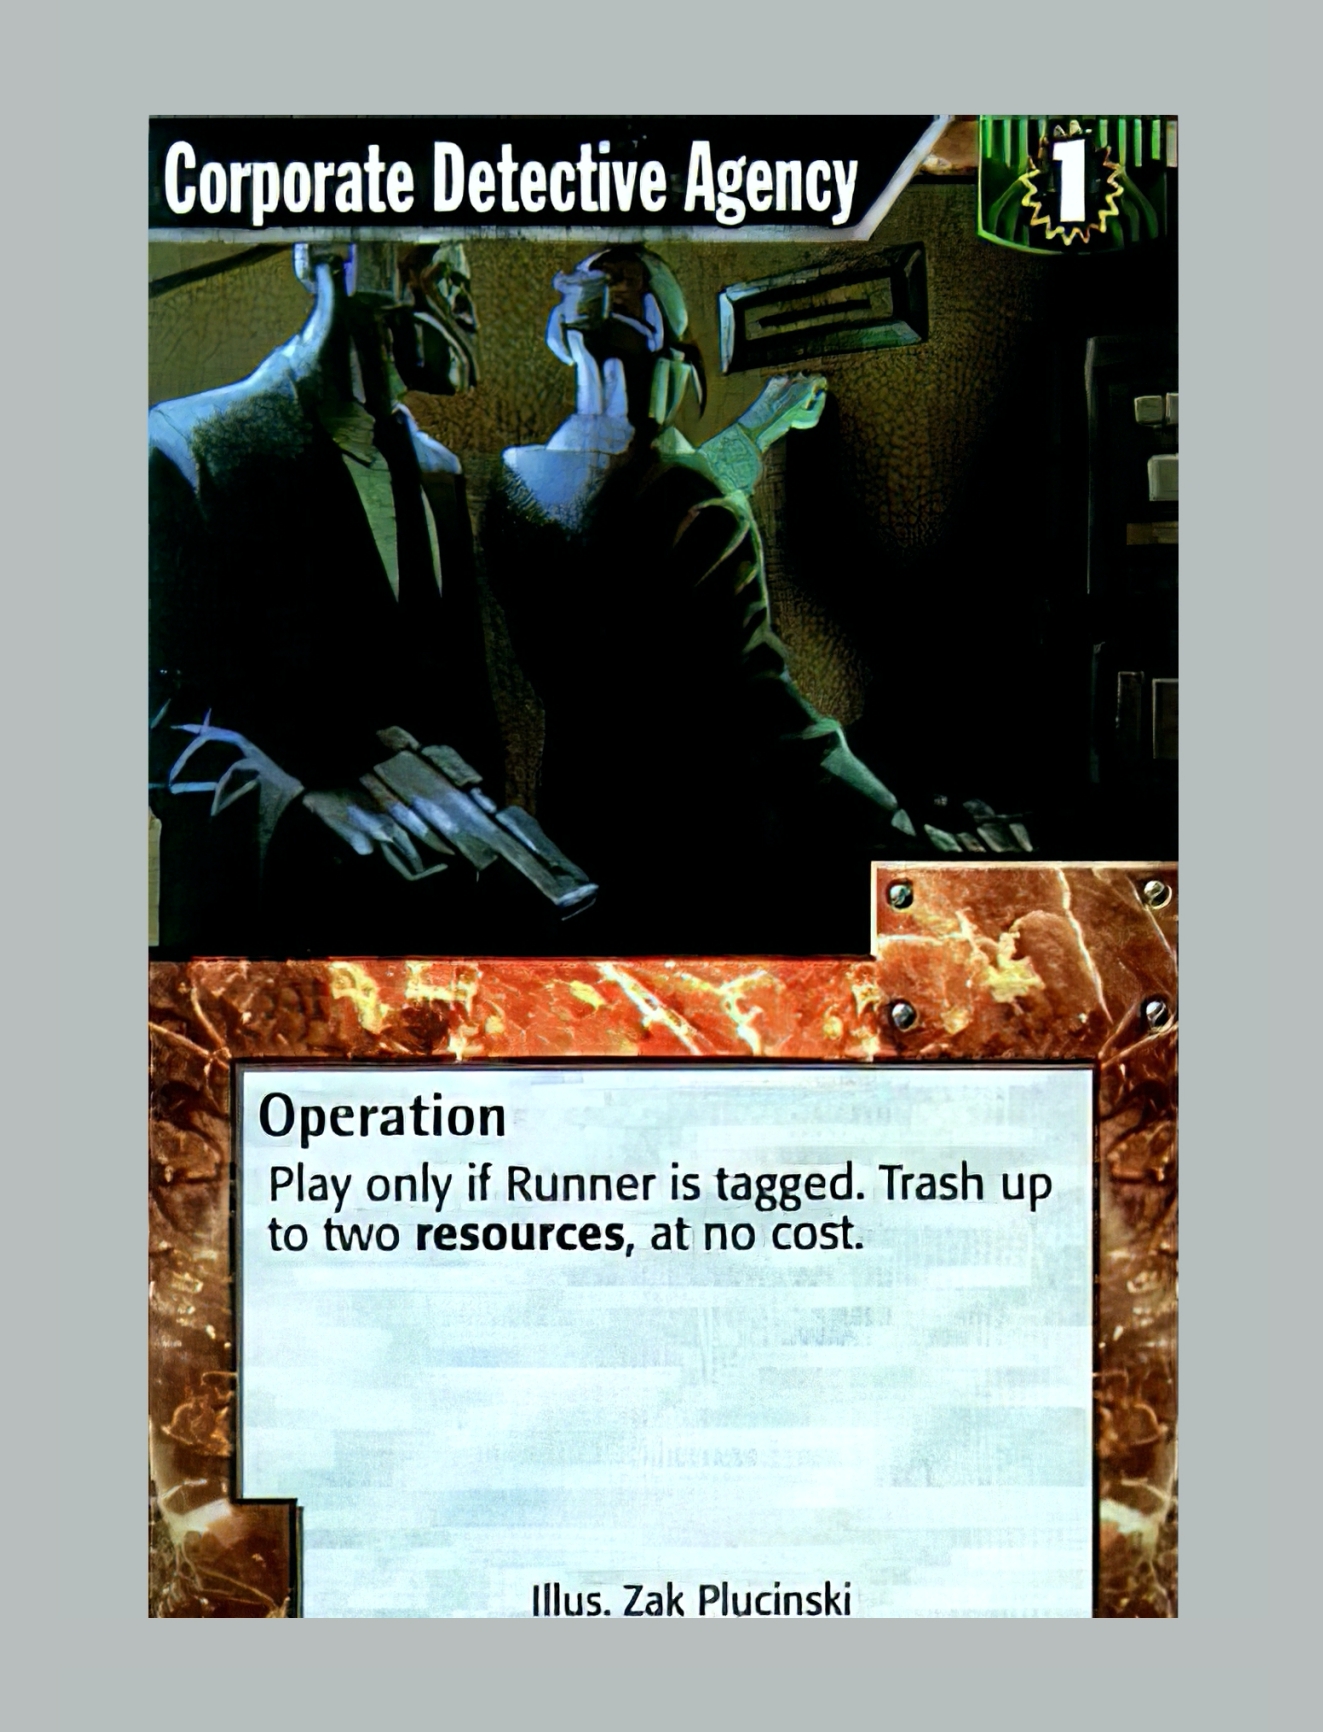 Corporate Detective Agency
1
Operation
Play only if Runner is tagged. Trash up
to two resources, at no cost.
Illus. Zak Plucinski